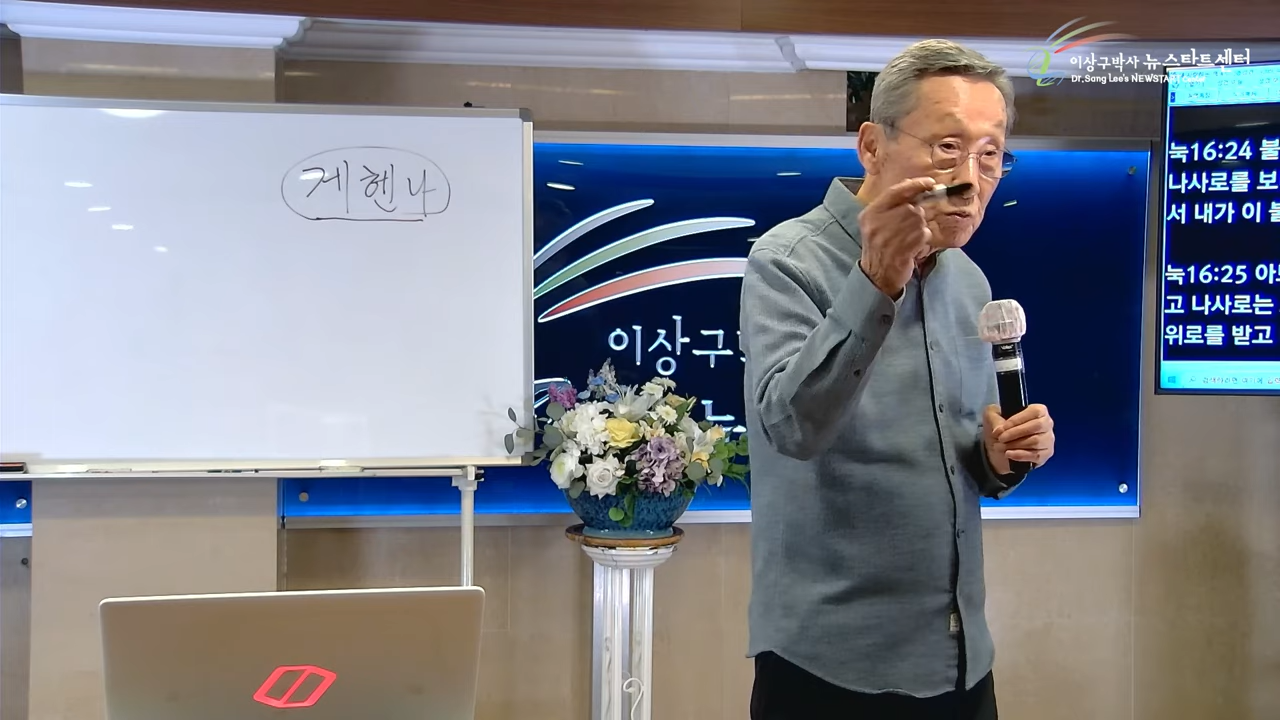 이상구박사 뉴스타트센터
Dr.Sang Lee's NEWSTART Center
게헨나
이상구
눅16:24 불
나사로를 보
서 내가 이 불
눅16:25 아브
고 나사로는
위로를 받고